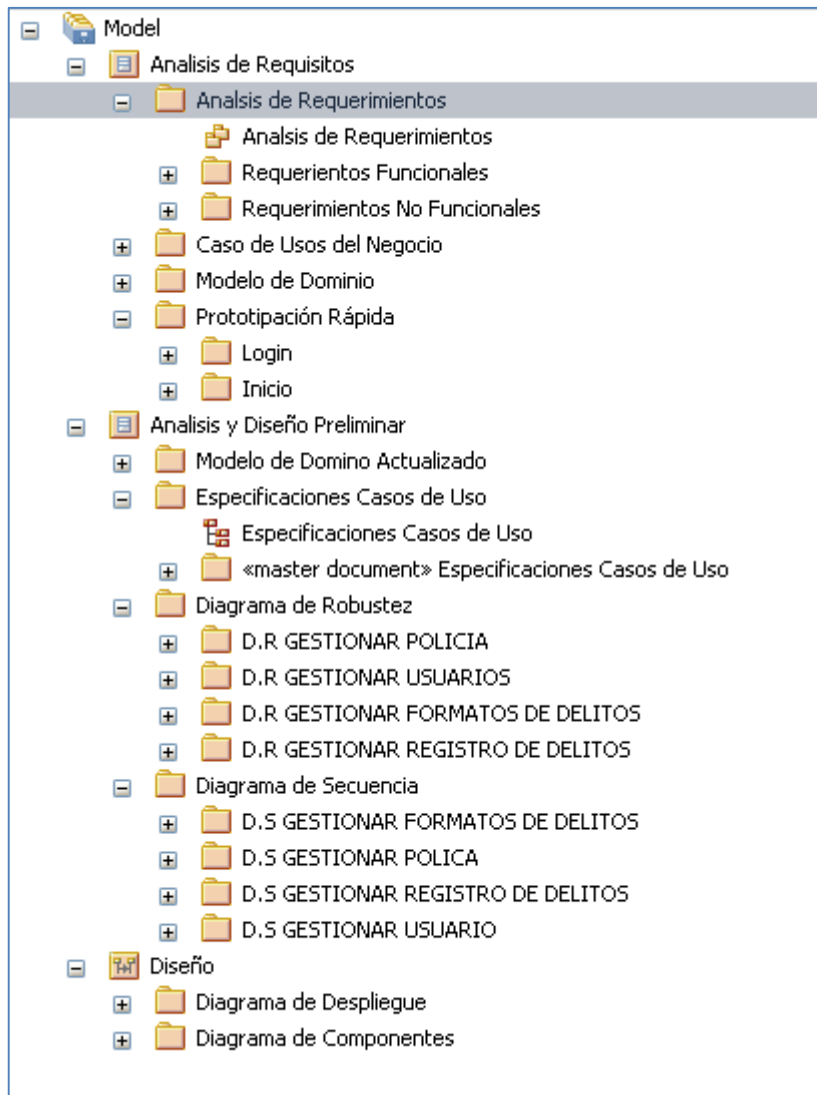 Model
Analisis de Requisitos
Analsis de Requerimientos
Analsis de Requerimientos
Requerientos Funcionales
Requerimientos No Funcionales
Caso de Usos del Negocio
Modelo de Dominio
Prototipación Rápida
Login
Inicio
Analisis y Diseño Preliminar
Modelo de Domino Actualizado
Especificaciones Casos de Uso
Especificaciones Casos de Uso
«master document» Especificaciones Casos de Uso
Diagrama de Robustez
D.R GESTIONAR POLICIA
D.R GESTIONAR USUARIOS
D.R GESTIONAR FORMATOS DE DELITOS
D.R GESTIONAR REGISTRO DE DELITOS
Diagrama de Secuencia
D.S GESTIONAR FORMATOS DE DELITOS
D.S GESTIONAR POLICA
D.S GESTIONAR REGISTRO DE DELITOS
D.S GESTIONAR USUARIO
Diseño
Diagrama de Despliegue
Diagrama de Componentes